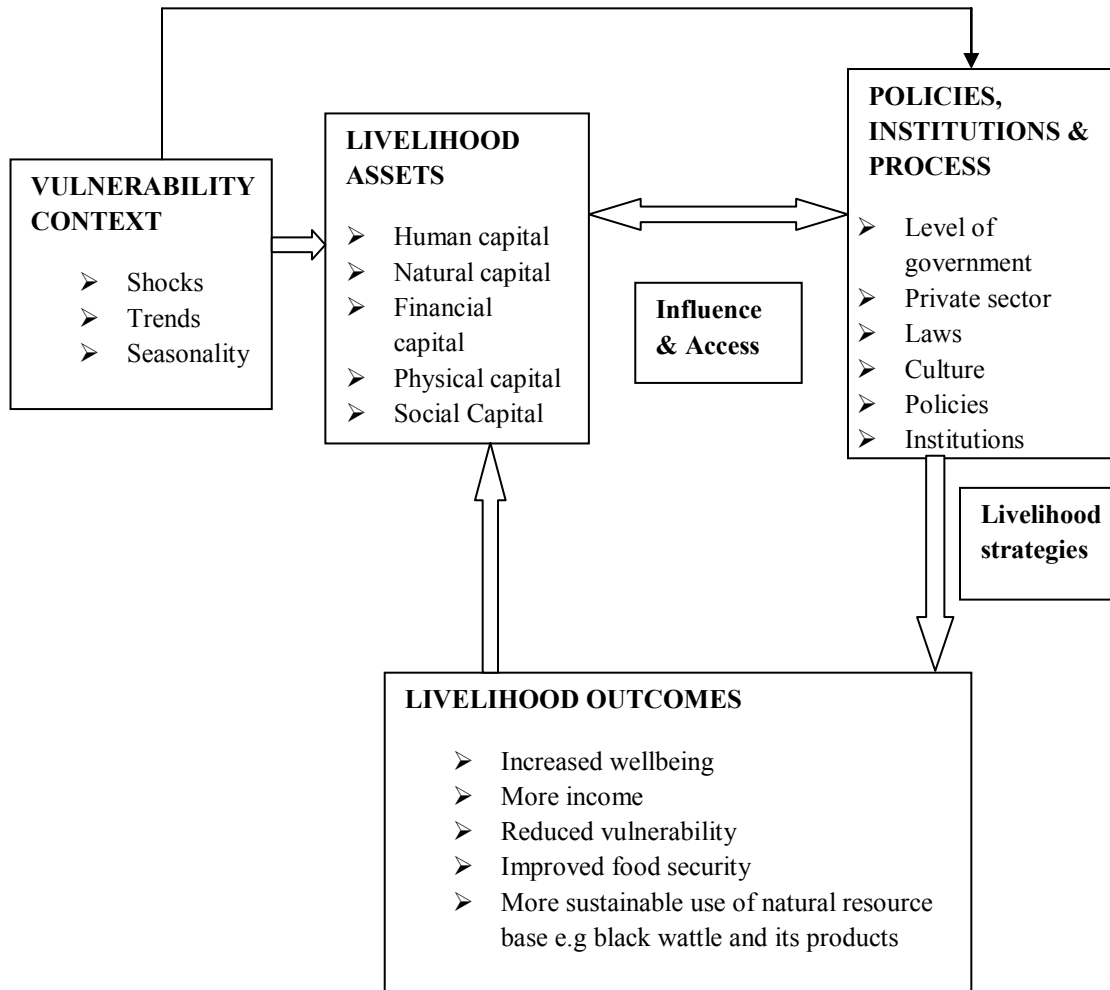 VULNERABILITY
CONTEXT
➢ Shocks
➢ Trends
➢ Seasonality
LIVELIHOOD
ASSETS
➢ Human capital
➢ Natural capital
➢ Financial
capital
➢ Physical capital
➢ Social Capital
Influence
& Access
POLICIES,
INSTITUTIONS &
PROCESS
➢ Level of
government
➢ Private sector
➢ Laws
➢ Culture
➢ Policies
➢ Institutions
Livelihood
strategies
LIVELIHOOD OUTCOMES
➢ Increased wellbeing
➢ More income
➢ Reduced vulnerability
➢ Improved food security
➢ More sustainable use of natural resource
base e.g black wattle and its products